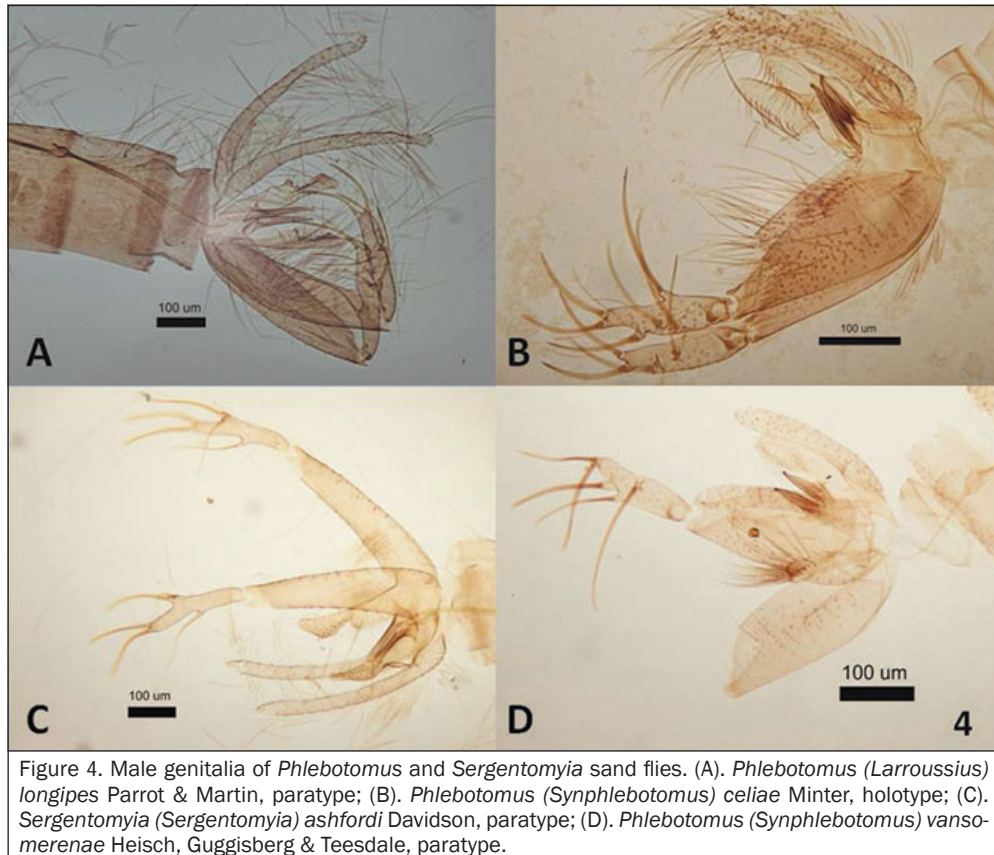 100 um
A
100 um
B
100 um
C
100 um
D
4
Figure 4. Male genitalia of Phlebotomus and Sergentomyia sand flies. (A). Phlebotomus (Larroussius)
longipes Parrot & Martin, paratype; (B). Phlebotomus (Synphlebotomus) celiae Minter, holotype; (C).
Sergentomyia (Sergentomyia) ashfordi Davidson, paratype; (D). Phlebotomus (Synphlebotomus) vanso-
merenae Heisch, Guggisberg & Teesdale, paratype.